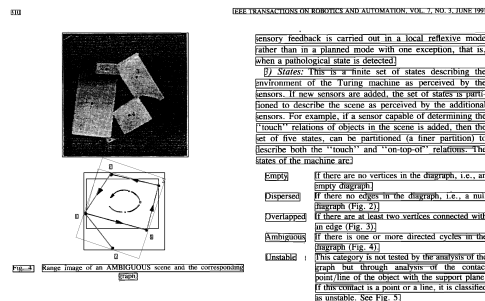 310
IEEE TRANSACTIONS ON ROBOTICS AND AUTOMATION, VOL. 7, NO. 3, JUNE 199
Fig. 4. Range image of an AMBIGUOUS scene and the corresponding
graph.
sensory feedback is carried out in a local reflexive mode
rather than in a planned mode with one exception, that is,
when a pathological state is detected.
3) States: This is a finite set of states describing the
environment of the Turing machine as perceived by the
sensors. If new sensors are added, the set of states is parti-
tioned to describe the scene as perceived by the additional
sensors. For example, if a sensor capable of determining the
"touch" relations of objects in the scene is added, then the
set of five states, can be partitioned (a finer partition) to
describe both the "touch" and "on-top-of" relations. The
states of the machine are:
Empty If there are no vertices in the diagraph, i.e., an
empty diagraph.
Dispersed If there are no edges in the diagraph, i.e., a nul
diagraph (Fig. 2).
Overlapped If there are at least two vertices connected with
an edge (Fig. 3).
Ambiguous If there is one or more directed cycles in the
diagraph (Fig. 4).
Unstable This category is not tested by the analysis of the
graph but through analysis of the contac
point/line of the object with the support plane
If this contact is a point or a line, it is classified
as unstable. See Fig. 5.